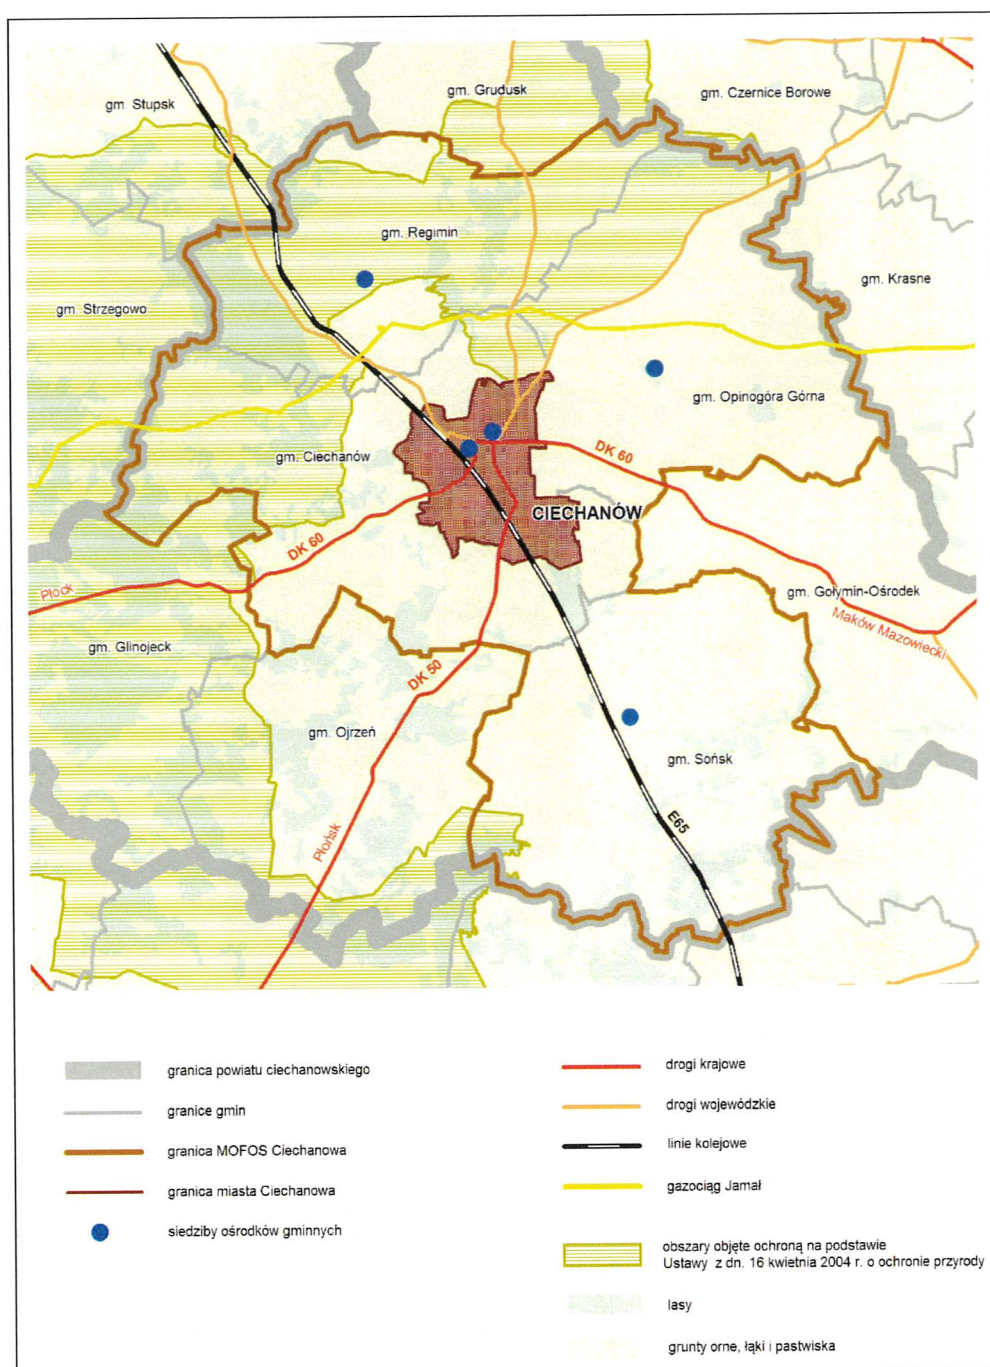 gm. Stupsk
gm. Grudusk
gm. Czernice Borowe
gm. Regimin
gm. Krasne
gm. Strzegowo
gm. Opinogóra Górna
gm. Ciechanów
DK 60
CIECHANÓW
DK 60
Płock
gm. Gołymin-Ośrodek
Maków Mazowiecki
gm. Glinojeck
DK 50
gm. Ojrzeń
gm. Sońsk
E65
Płońsk
granica powiatu ciechanowskiego
granice gmin
granica MOFOS Ciechanowa
granica miasta Ciechanowa
siedziby ośrodków gminnych
drogi krajowe
drogi wojewódzkie
linie kolejowe
gazociąg Jamał
obszary objęte ochroną na podstawie
Ustawy z dn. 16 kwietnia 2004 r. o ochronie przyrody
lasy
grunty orne, łąki i pastwiska